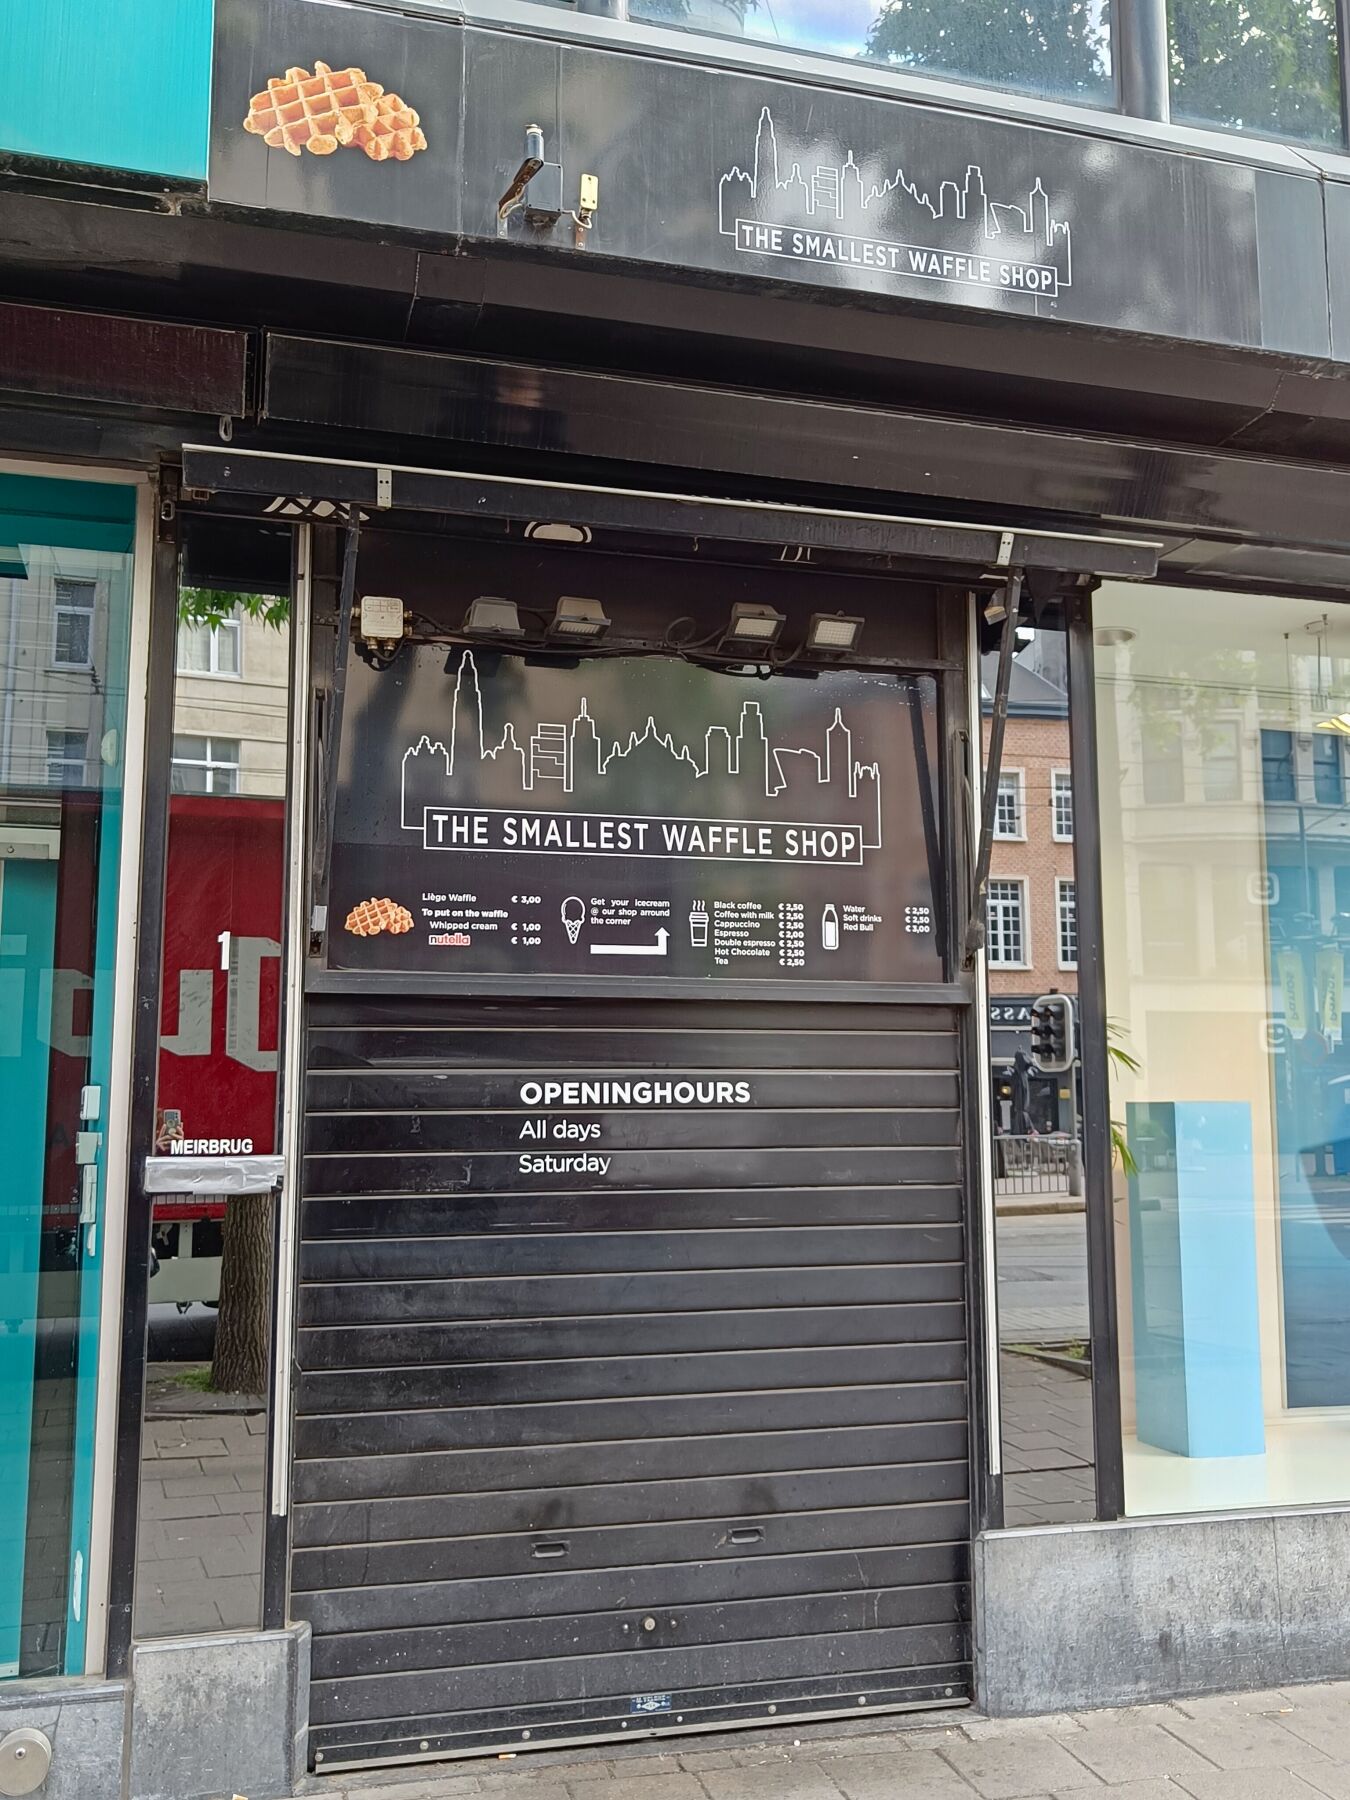 THE SMALLEST WAFFLE SHOP
THE SMALLEST WAFFLE SHOP
Liège Waffle € 3,00
To put on the waffle
Whipped cream € 1,00
nutella € 1,00
Get your icecream
@ our shop arround
the corner
Black coffee € 2,50
Coffee with milk € 2,50
Cappuccino € 2,50
Espresso € 2,00
Double espresso € 2,50
Hot Chocolate € 2,50
Tea € 2,50
Water € 2,50
Soft drinks € 2,50
Red Bull € 3,00
1
MEIRBRUG
OPENINGHOURS
All days
Saturday